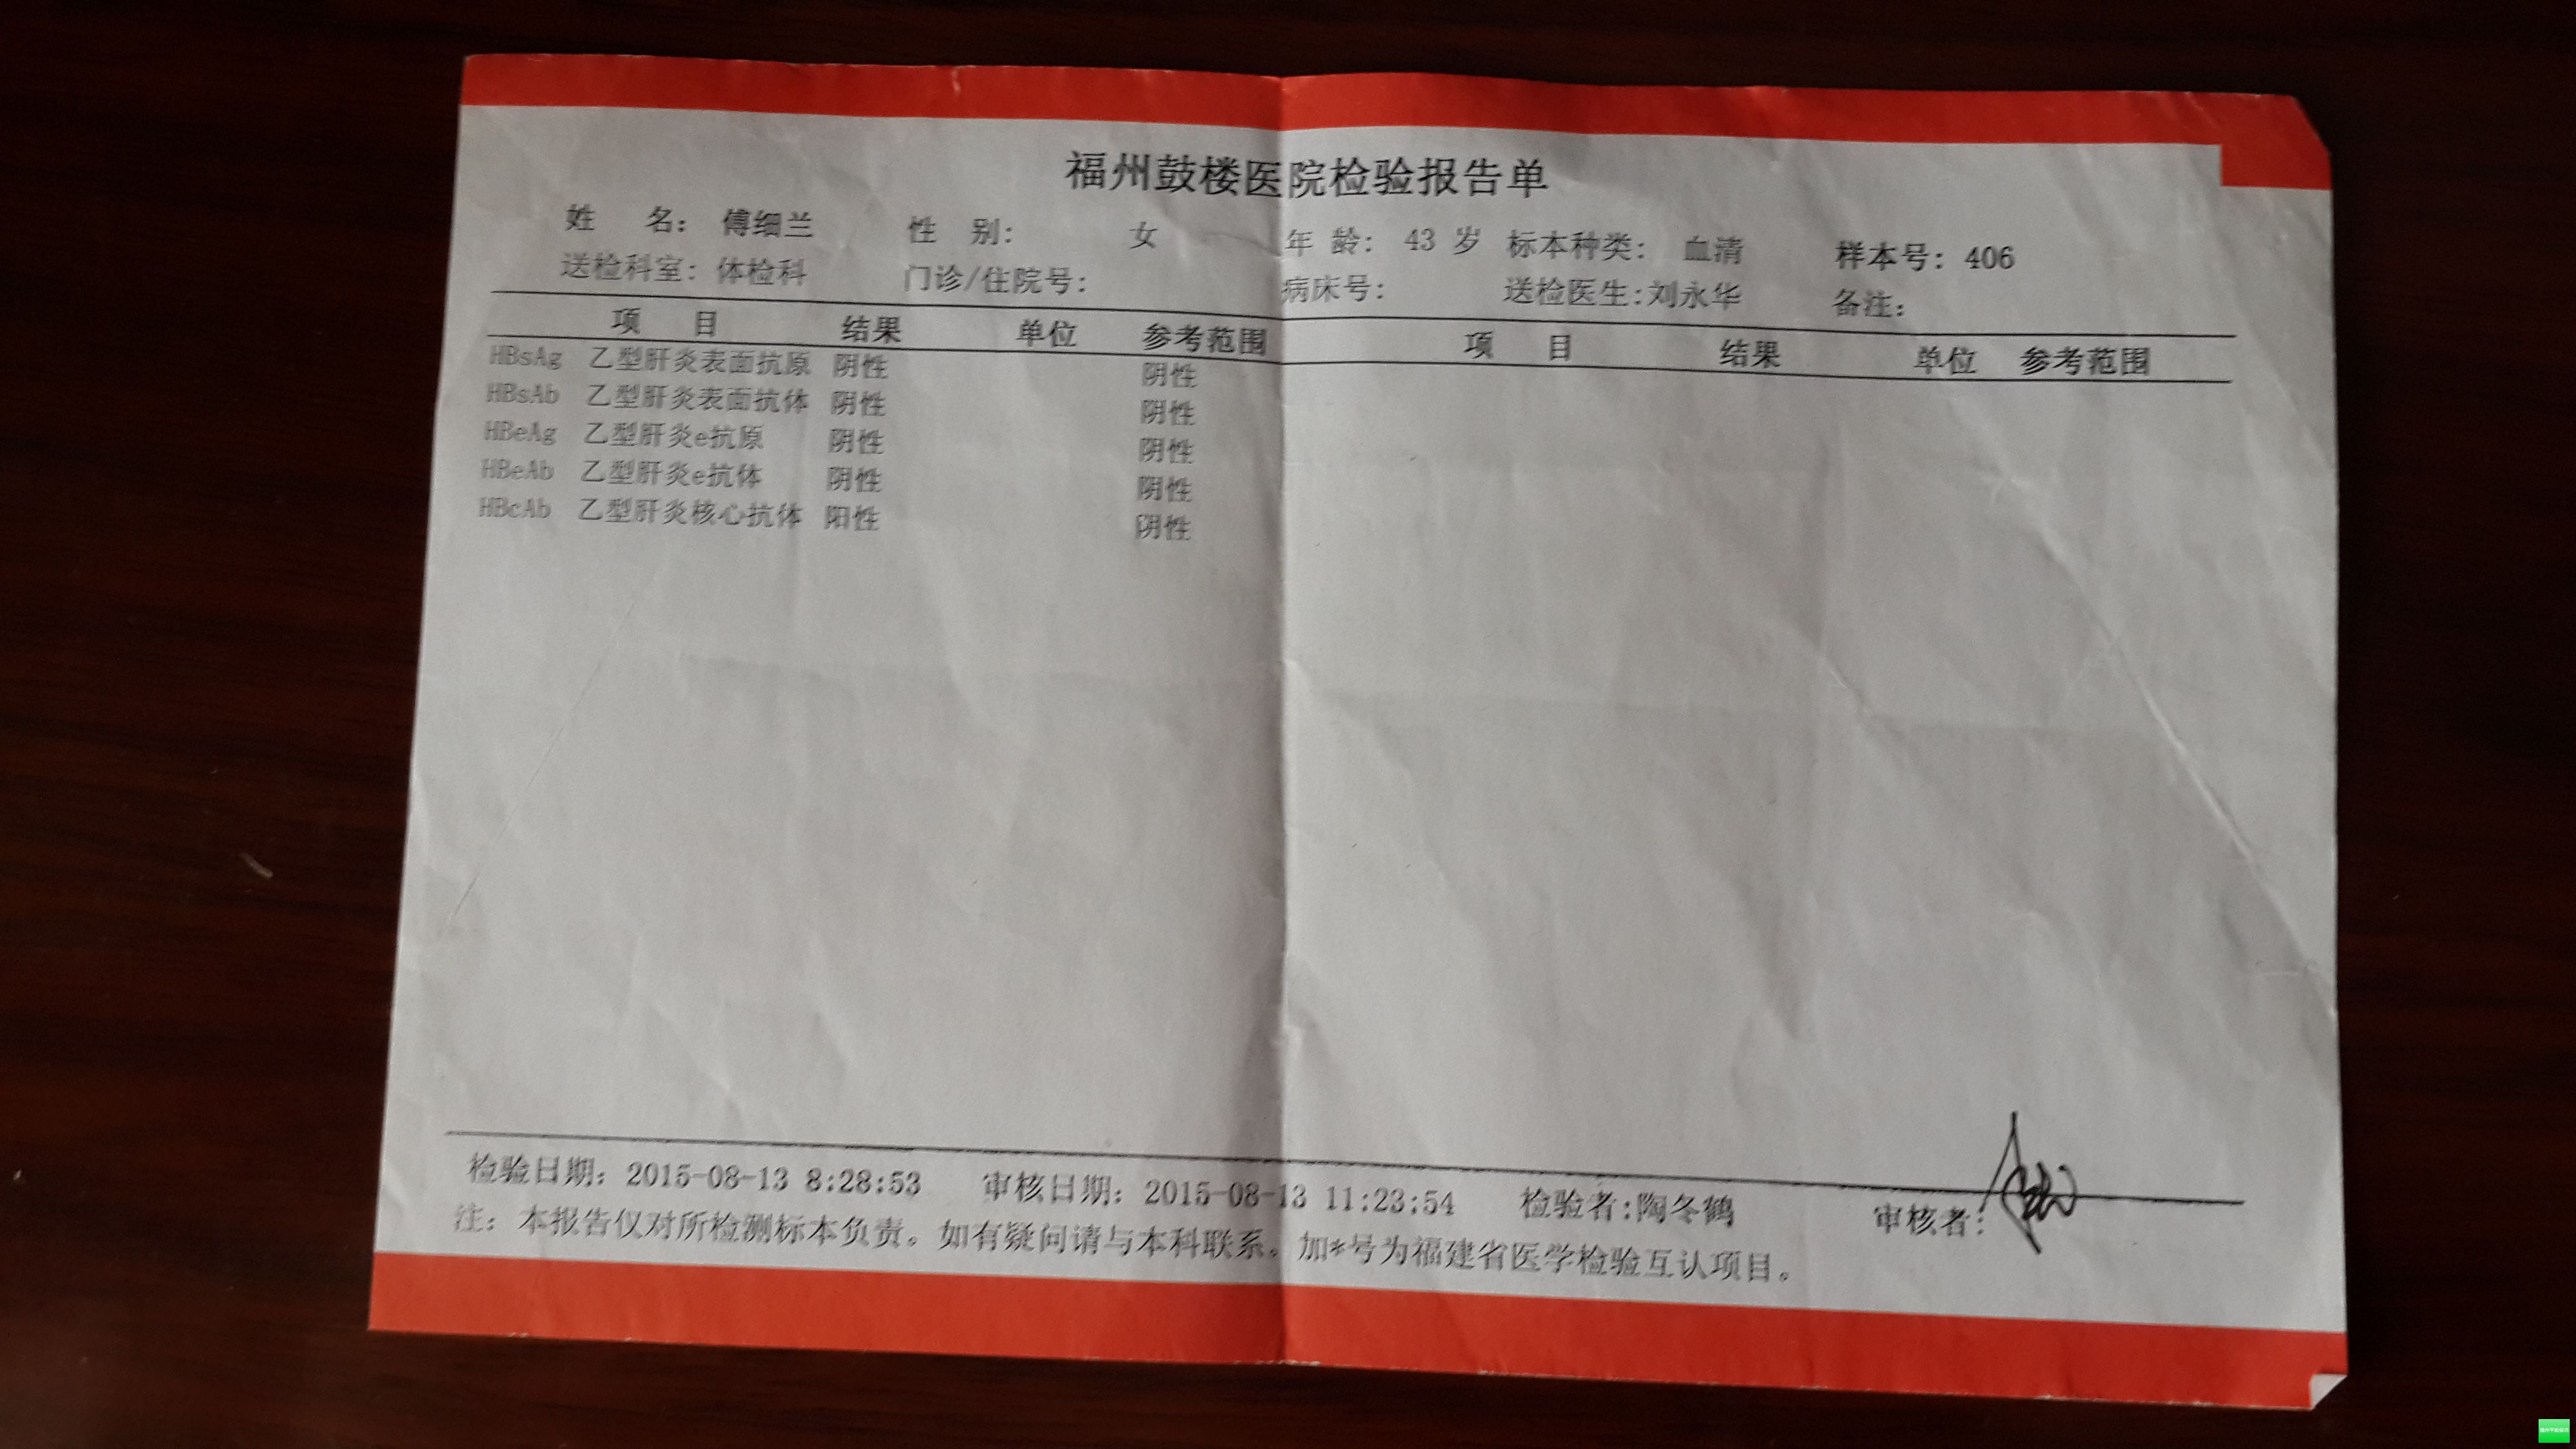 福州鼓楼医院检验报告单
姓 名: 傅细兰 性 别: 女 年 龄: 43 岁 标本种类: 血清 样本号: 406
送检科室: 体检科 门诊/住院号: 病床号: 送检医生:刘永华 备注:
项 目 结果 单位 参考范围 项 目 结果 单位 参考范围
HBsAg 乙型肝炎表面抗原 阴性 阴性
HBsAb 乙型肝炎表面抗体 阴性 阴性
HBeAg 乙型肝炎e抗原 阴性 阴性
HBeAb 乙型肝炎e抗体 阴性 阴性
HBcAb 乙型肝炎核心抗体 阳性 阴性
检验日期: 2015-08-13 8:28:53 审核日期: 2015-08-13 11:23:54 检验者:陶冬鹤 审核者:
注: 本报告仅对所检测标本负责。如有疑问请与本科联系。加*号为福建省医学检验互认项目。